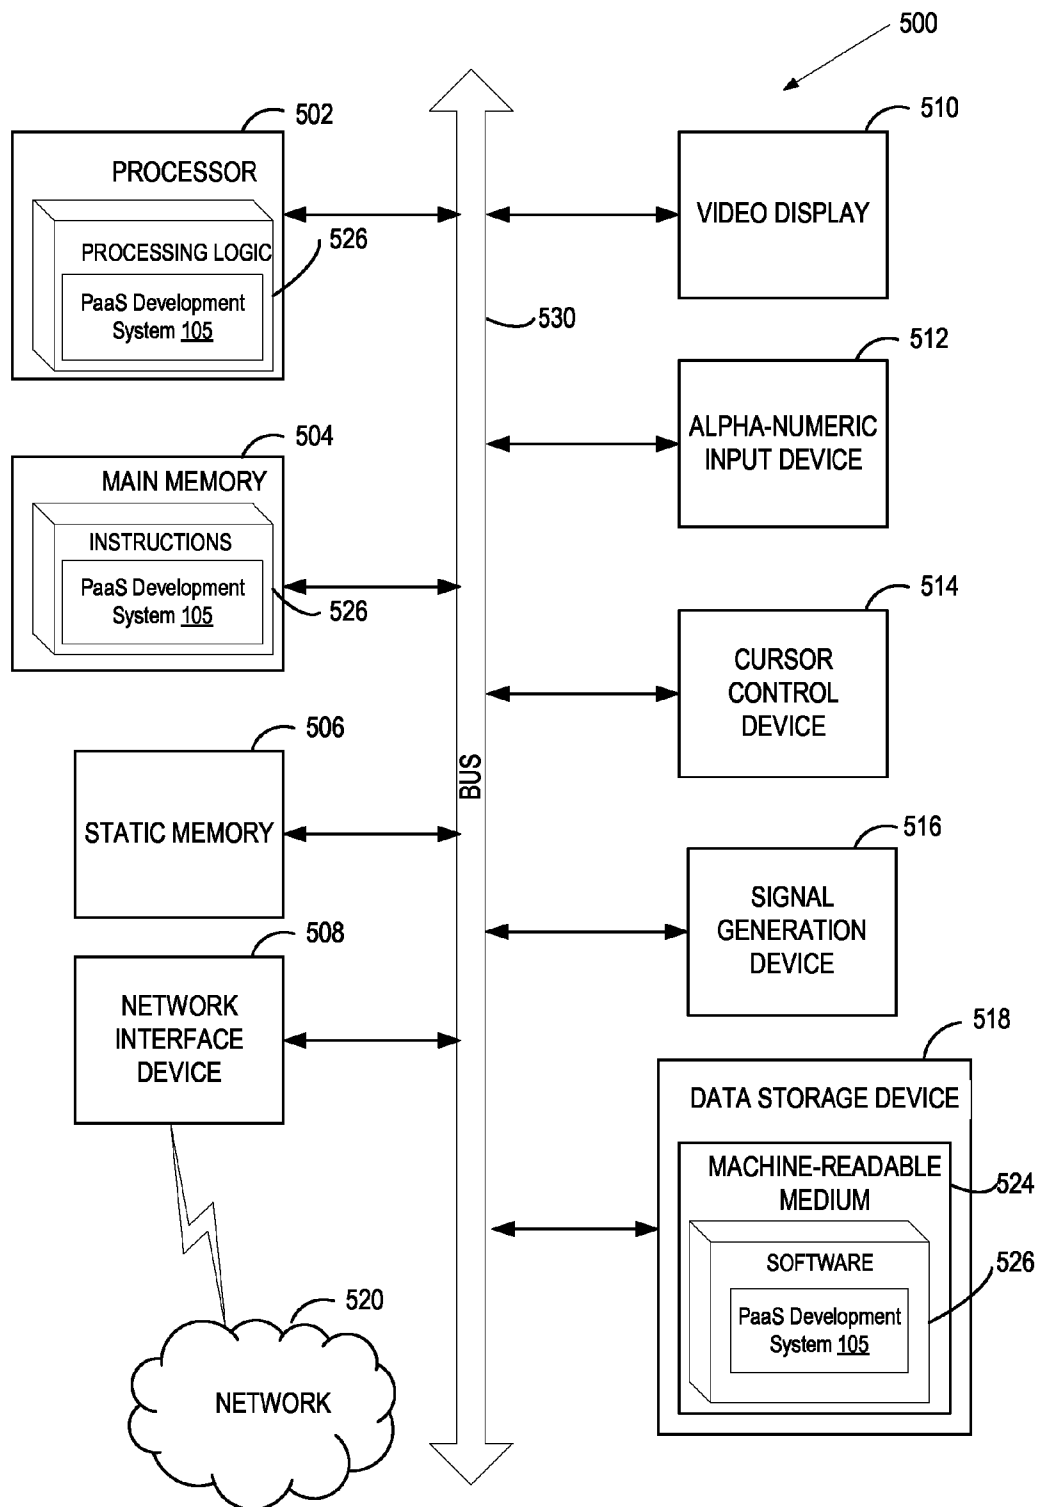 500
502
PROCESSOR
PROCESSING LOGIC
526
PaaS Development
System 105
504
MAIN MEMORY
INSTRUCTIONS
PaaS Development
System 105
526
506
STATIC MEMORY
508
NETWORK
INTERFACE
DEVICE
520
NETWORK
BUS
530
510
VIDEO DISPLAY
512
ALPHA-NUMERIC
INPUT DEVICE
514
CURSOR
CONTROL
DEVICE
516
SIGNAL
GENERATION
DEVICE
518
DATA STORAGE DEVICE
MACHINE-READABLE
MEDIUM
524
SOFTWARE
526
PaaS Development
System 105